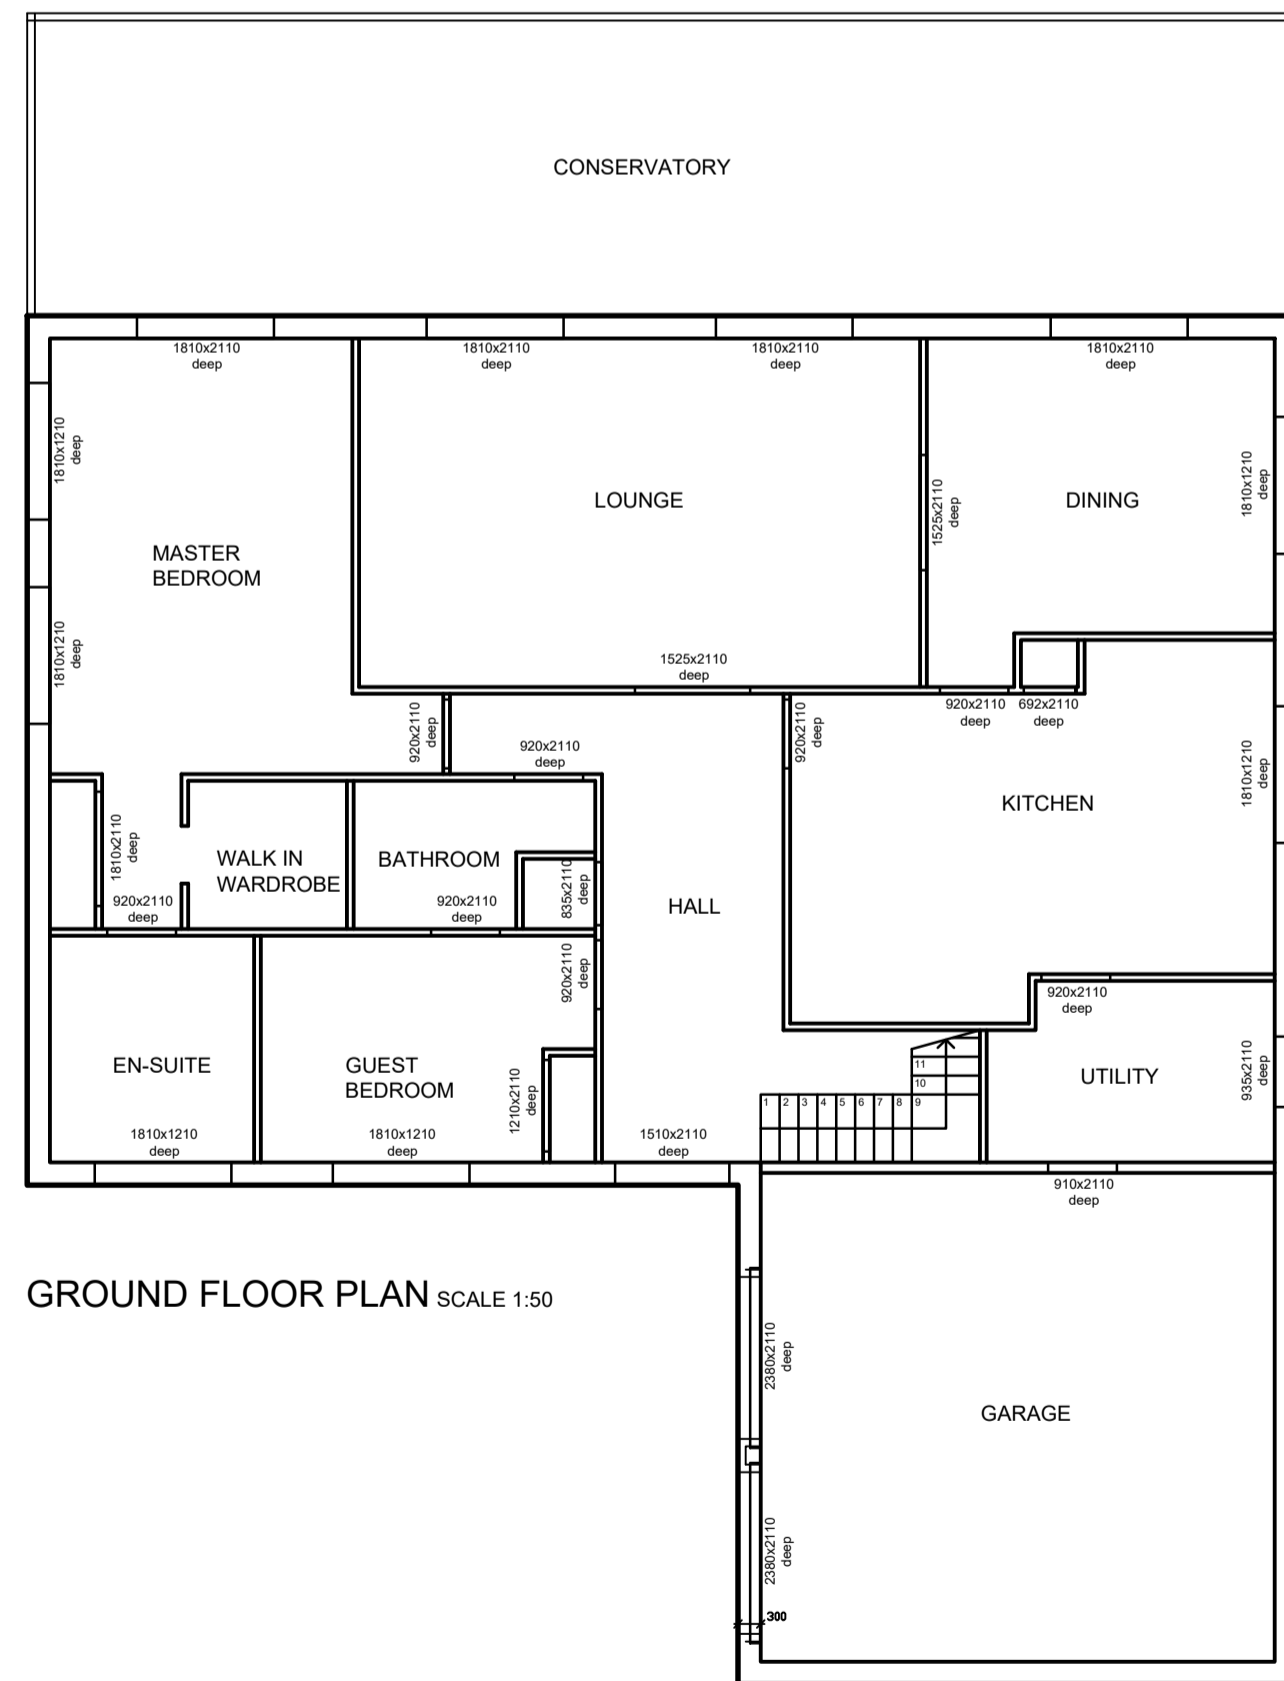 CONSERVATORY
1810x2110
deep
1810x2110
deep
1810x2110
deep
1810x2110
deep
1810x1210
deep
LOUNGE
1525x2110
deep
DINING
1810x1210
deep
MASTER
BEDROOM
1810x1210
deep
1525x2110
deep
920x2110
deep
920x2110
deep
920x2110
deep
920x2110
deep
692x2110
deep
KITCHEN
1810x1210
deep
1810x2110
deep
WALK IN
WARDROBE
BATHROOM
835x2110
deep
920x2110
deep
920x2110
deep
HALL
920x2110
deep
920x2110
deep
EN-SUITE
GUEST
BEDROOM
1210x2110
deep
UTILITY
935x2110
deep
11
10
1
2
3
4
5
6
7
8
9
1810x1210
deep
1810x1210
deep
1510x2110
deep
910x2110
deep
GROUND FLOOR PLAN SCALE 1:50
2380x2110
deep
GARAGE
2380x2110
deep
300